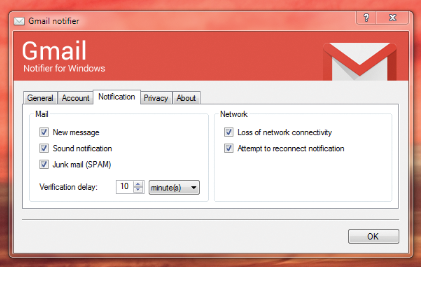 Gmail notifier
Gmail
Notifier for Windows
General Account Notification Privacy About
Mail
New message
Sound notification
Junk mail (SPAM)
Verification delay: 10 minute(s)
Network
Loss of network connectivity
Attempt to reconnect notification
OK